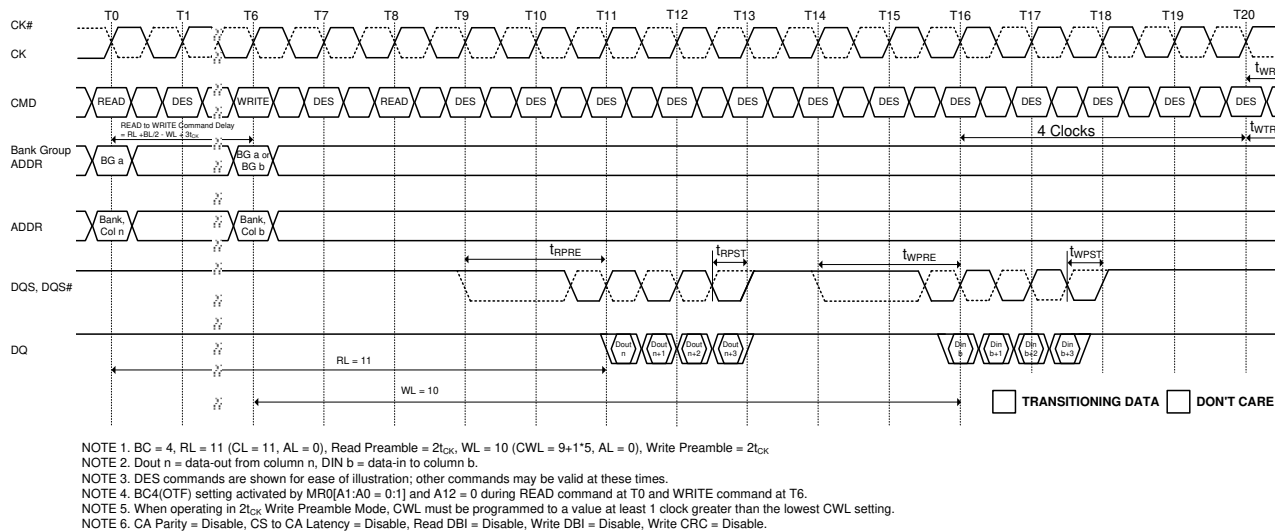 T0 T1 T6 T7 T8 T9 T10 T11 T12 T13 T14 T15 T16 T17 T18 T19 T20
CK#
CK
tWR
CMD READ DES WRITE DES READ DES DES DES DES DES DES DES DES DES DES DES DES
READ to WRITE Command Delay
= RL +BL/2 - WL + 3tCK
4 Clocks
tWTR
Bank Group
ADDR
BG a
BG a or
BG b
ADDR
Bank,
Col n
Bank,
Col b
tRPRE tRPST tWPRE tWPST
DQS, DQS#
DQ
Dout
n
Dout
n+1
Dout
n+2
Dout
n+3
Din
b
Din
b+1
Din
b+2
Din
b+3
RL = 11
WL = 10
TRANSITIONING DATA DON'T CARE
NOTE 1. BC = 4, RL = 11 (CL = 11, AL = 0), Read Preamble = 2tCK, WL = 10 (CWL = 9+1*5, AL = 0), Write Preamble = 2tCK
NOTE 2. Dout n = data-out from column n, DIN b = data-in to column b.
NOTE 3. DES commands are shown for ease of illustration; other commands may be valid at these times.
NOTE 4. BC4(OTF) setting activated by MR0[A1:A0 = 0:1] and A12 = 0 during READ command at T0 and WRITE command at T6.
NOTE 5. When operating in 2tCK Write Preamble Mode, CWL must be programmed to a value at least 1 clock greater than the lowest CWL setting.
NOTE 6. CA Parity = Disable, CS to CA Latency = Disable, Read DBI = Disable, Write DBI = Disable, Write CRC = Disable.